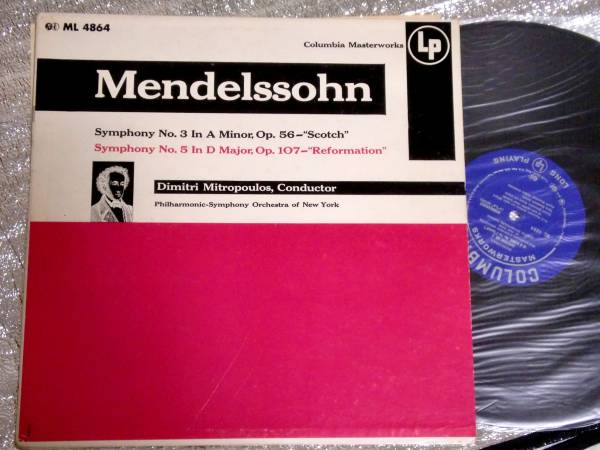 ML 4864
Columbia Masterworks
Lp
Mendelssohn
Symphony No. 3 In A Minor, Op. 56–"Scotch"
Symphony No. 5 In D Major, Op. 107–"Reformation"
Dimitri Mitropoulos, Conductor
Philharmonic-Symphony Orchestra of New York
LONG PLAYING
Lp
MASTERWORKS